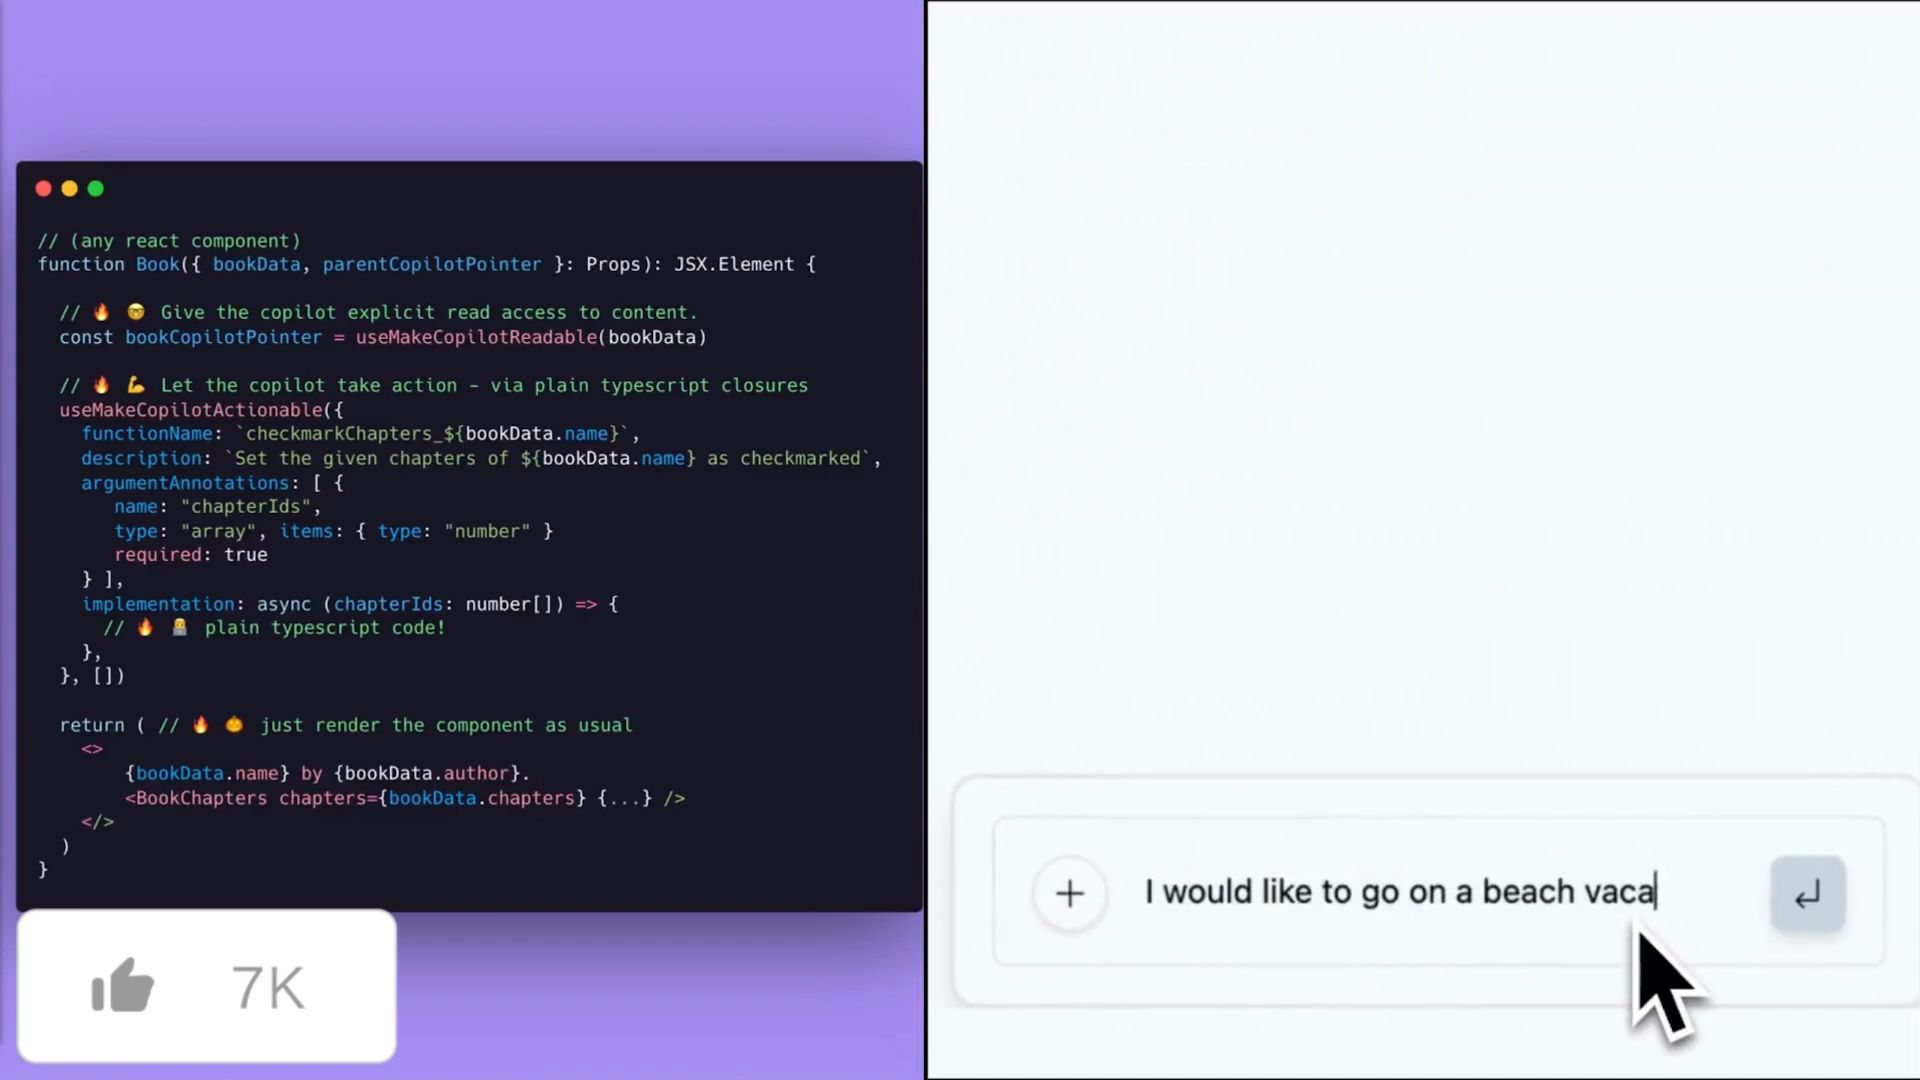 // (any react component)
function Book({ bookData, parentCopilotPointer }: Props): JSX.Element {
// 🔥 🤓 Give the copilot explicit read access to content.
const bookCopilotPointer = useMakeCopilotReadable(bookData)
// 🔥 💪 Let the copilot take action - via plain typescript closures
useMakeCopilotActionable({
functionName: `checkmarkChapters_${bookData.name}`,
description: `Set the given chapters of ${bookData.name} as checkmarked`,
argumentAnnotations: [ {
name: "chapterIds",
type: "array", items: { type: "number" }
required: true
} ],
implementation: async (chapterIds: number[]) => {
// 🔥 👩‍💻 plain typescript code!
},
}, [])
return ( // 🔥 🎃 just render the component as usual
<>
{bookData.name} by {bookData.author}.
<BookChapters chapters={bookData.chapters} {...} />
</>
)
}
7K
I would like to go on a beach vaca